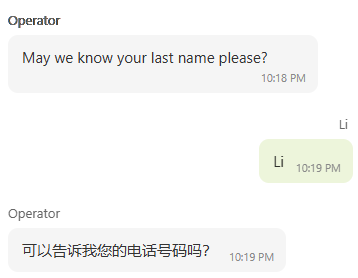 Operator
May we know your last name please?
10:18 PM
Li
Li 10:19 PM
Operator
可以告诉我您的电话号码吗? 10:19 PM